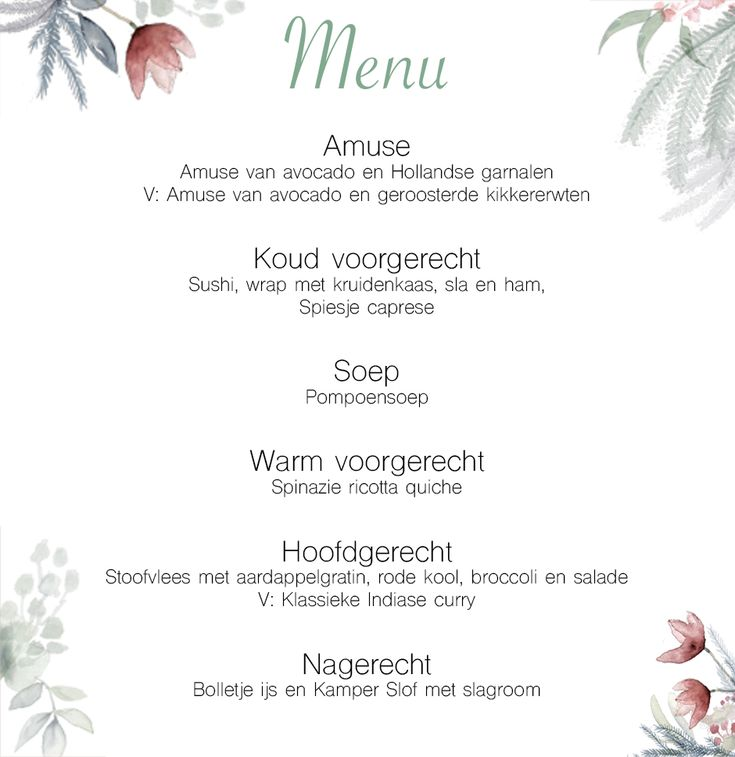 Menu
Amuse
Amuse van avocado en Hollandse garnalen
V: Amuse van avocado en geroosterde kikkererwten
Koud voorgerecht
Sushi, wrap met kruidenkaas, sla en ham,
Spiesje caprese
Soep
Pompoensoep
Warm voorgerecht
Spinazie ricotta quiche
Hoofdgerecht
Stoofvlees met aardappelgratin, rode kool, broccoli en salade
V: Klassieke Indiase curry
Nagerecht
Bolletje ijs en Kamper Slof met slagroom